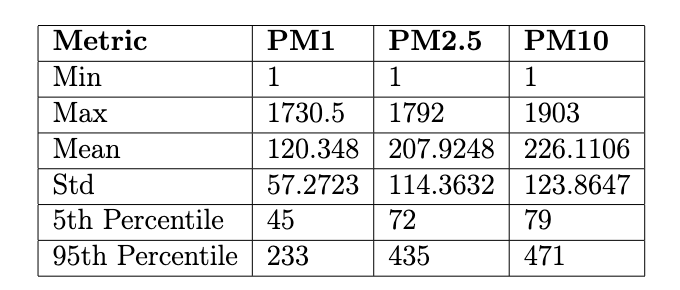 Metric PM1 PM2.5 PM10
Min 1 1 1
Max 1730.5 1792 1903
Mean 120.348 207.9248 226.1106
Std 57.2723 114.3632 123.8647
5th Percentile 45 72 79
95th Percentile 233 435 471